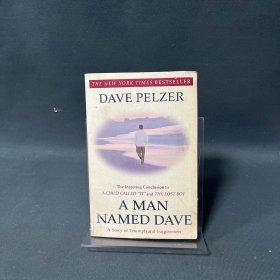 THE NEW YORK TIMES BESTSELLER
DAVE PELZER
The Inspiring Conclusion to
A CHILD CALLED "IT" and THE LOST BOY
A MAN
NAMED DAVE
A Story of Triumph and Forgiveness